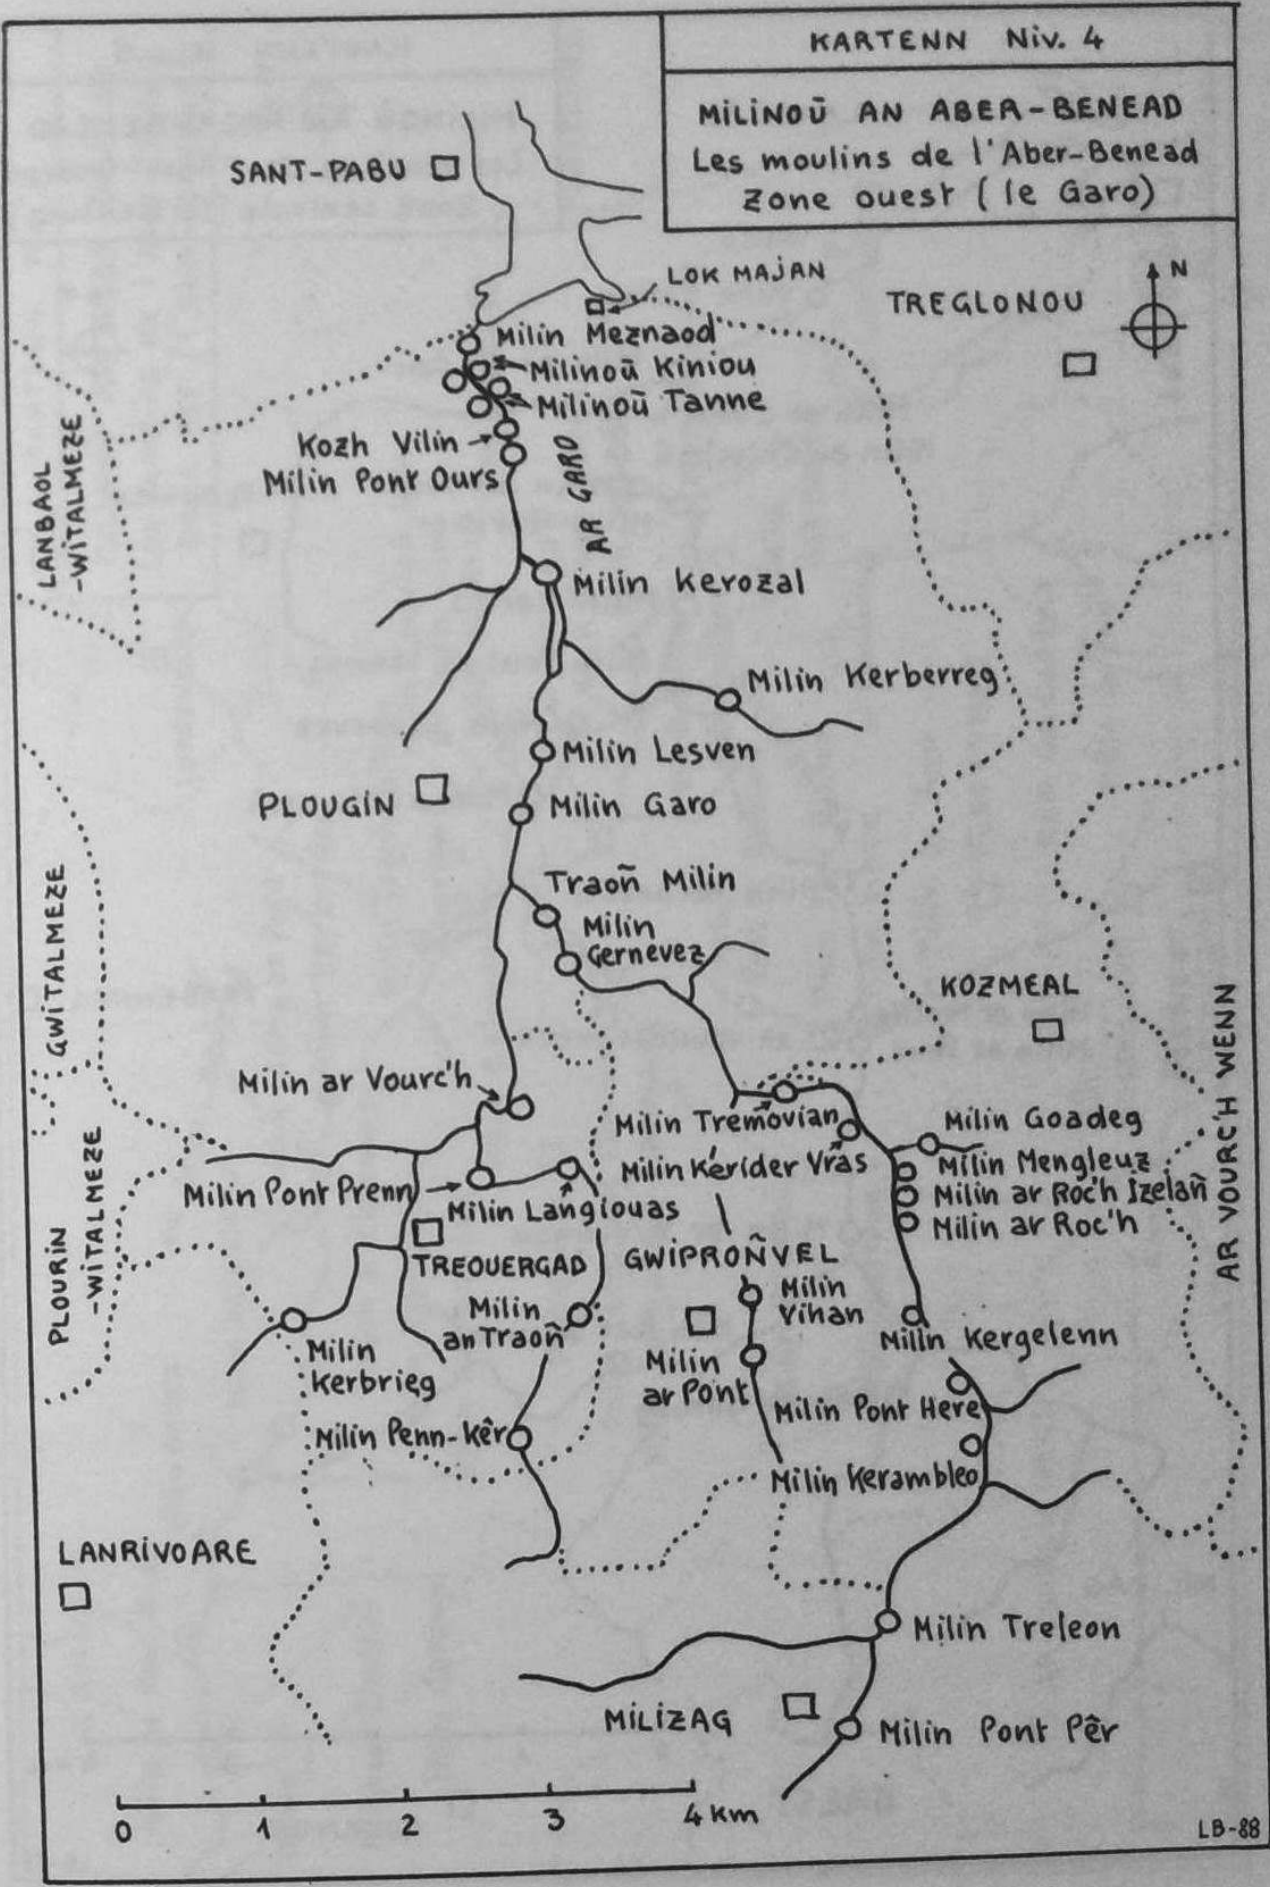 KARTENN Niv. 4
MILINOÙ AN ABER-BENEAD
Les moulins de l'Aber-Benead
Zone ouest (le Garo)
SANT-PABU
LOK MAJAN
TREGLONOU
N
Milin Meznaod
Milinoù Kiniou
Milinoù Tanne
Kozh Vilin
Milin Pont Ours
AR GARO
LANBAOL
-WITALMEZE
Milin Kerozal
Milin Kerberreg
Milin Lesven
PLOUGIN
Milin Garo
Traoñ Milin
Milin
Gernevez
GWITALMEZE
KOZMEAL
AR VOURC'H WENN
Milin ar Vourc'h
Milin Tremovian
Milin Goadeg
Milin Kerider Vras
Milin Mengleuz
Milin Pont Prenn
Milin ar Roc'h Izelañ
Milin Langiouas
Milin ar Roc'h
PLOURIN
-WITALMEZE
TREOUERGAD
GWIPROÑVEL
Milin
an Traoñ
Milin
Vihan
Milin Kergelenn
Milin
Kerbrieg
Milin
ar Pont
Milin Pont Here
Milin Penn-Kêr
Milin Kerambleo
LANRIVOARE
Milin Treleon
MILIZAG
Milin Pont Pêr
0 1 2 3 4 Km
LB-88